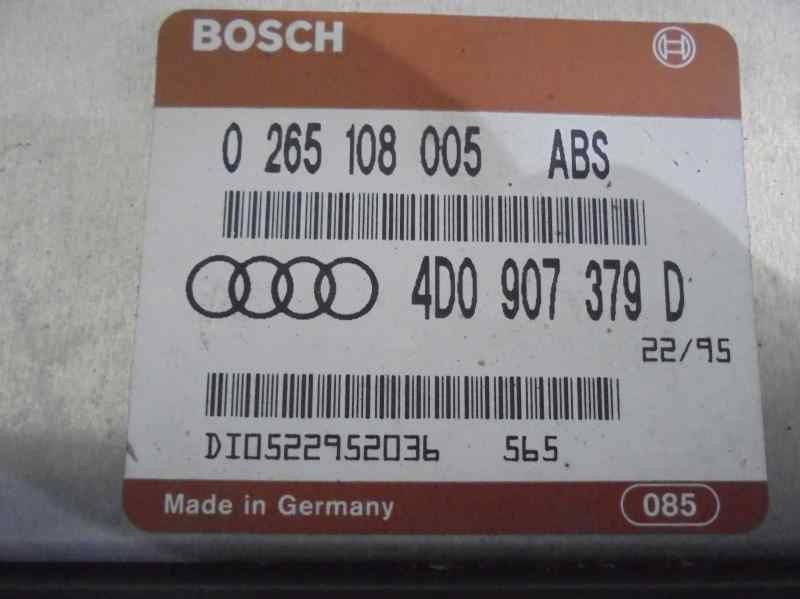 BOSCH
0 265 108 005 ABS
4D0 907 379 D
22/95
DI0522952036 565
Made in Germany 085